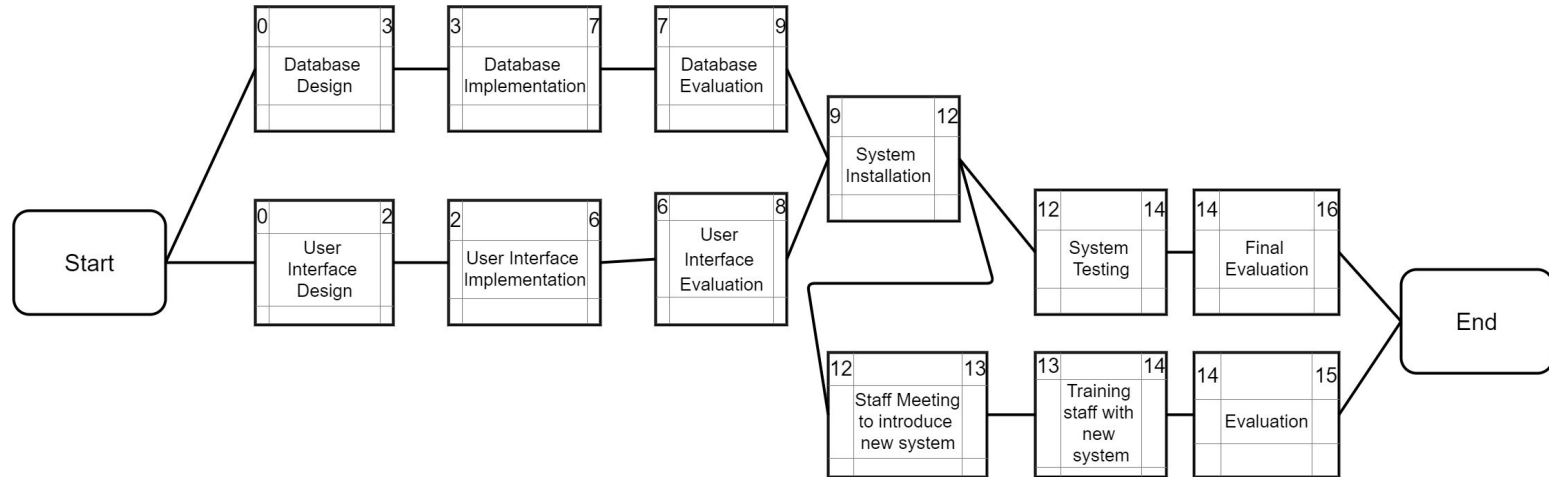 0 3
Database
Design
3 7
Database
Implementation
7 9
Database
Evaluation
9 12
System
Installation
Start
0 2
User
Interface
Design
2 6
User Interface
Implementation
6 8
User
Interface
Evaluation
12 14
System
Testing
14 16
Final
Evaluation
End
12 13
Staff Meeting
to introduce
new system
13 14
Training
staff with
new
system
14 15
Evaluation